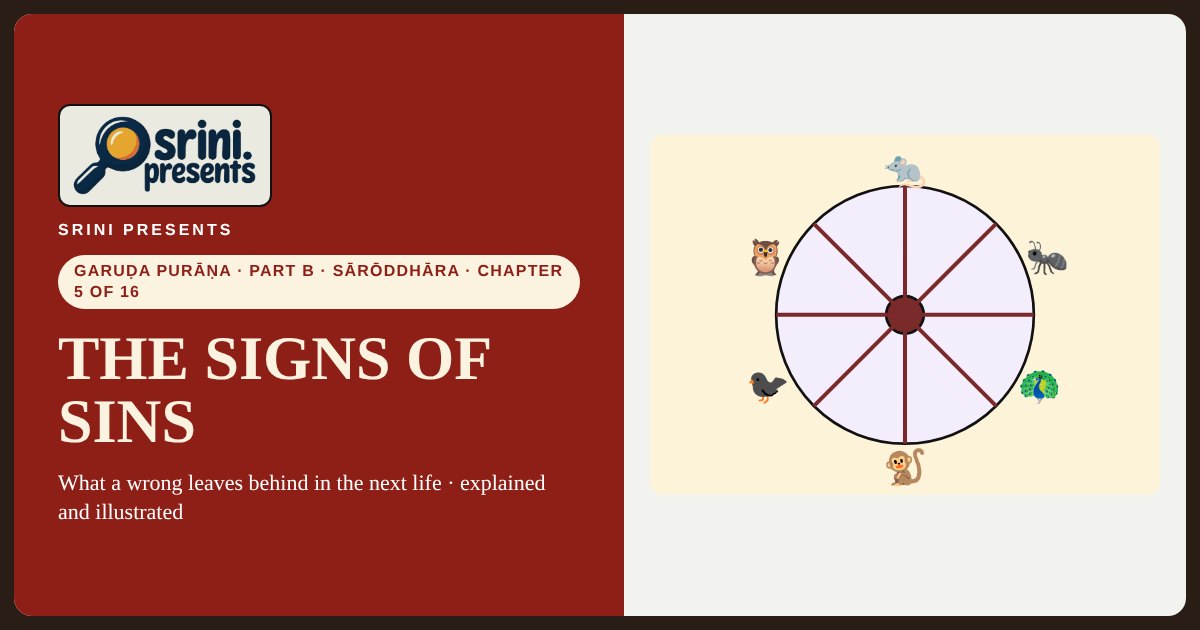 srini.
presents
SRINI PRESENTS
GARUḌA PURĀṆA · PART B · SĀRŌDDHĀRA · CHAPTER
5 OF 16
THE SIGNS OF
SINS
What a wrong leaves behind in the next life · explained
and illustrated